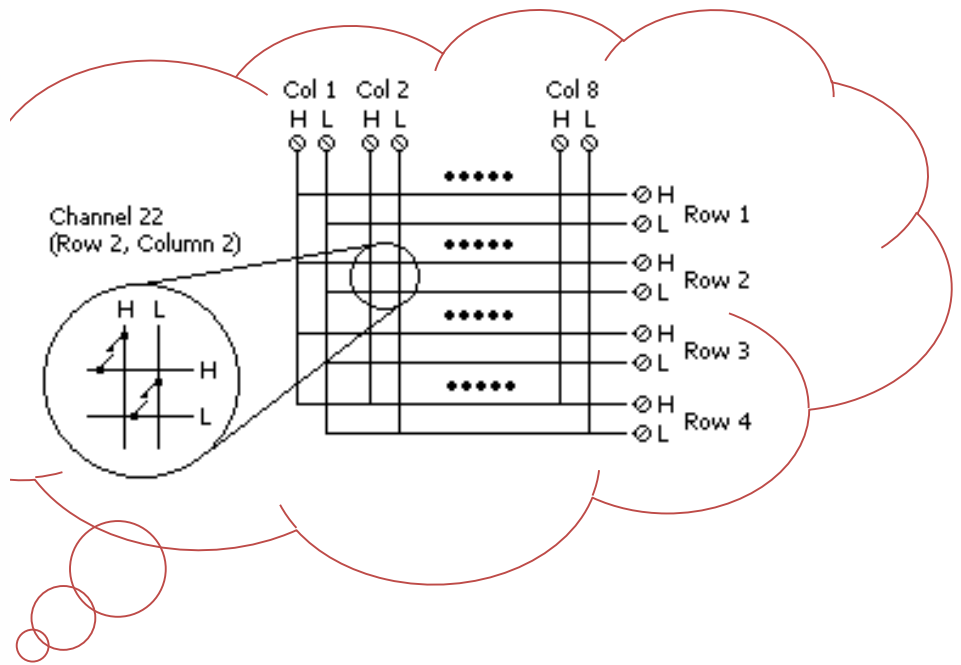 Col 1 Col 2 Col 8
H L H L H L
H
Row 1
L
Channel 22
(Row 2, Column 2)
H
Row 2
L
H L
H
L
H
Row 3
L
H
Row 4
L